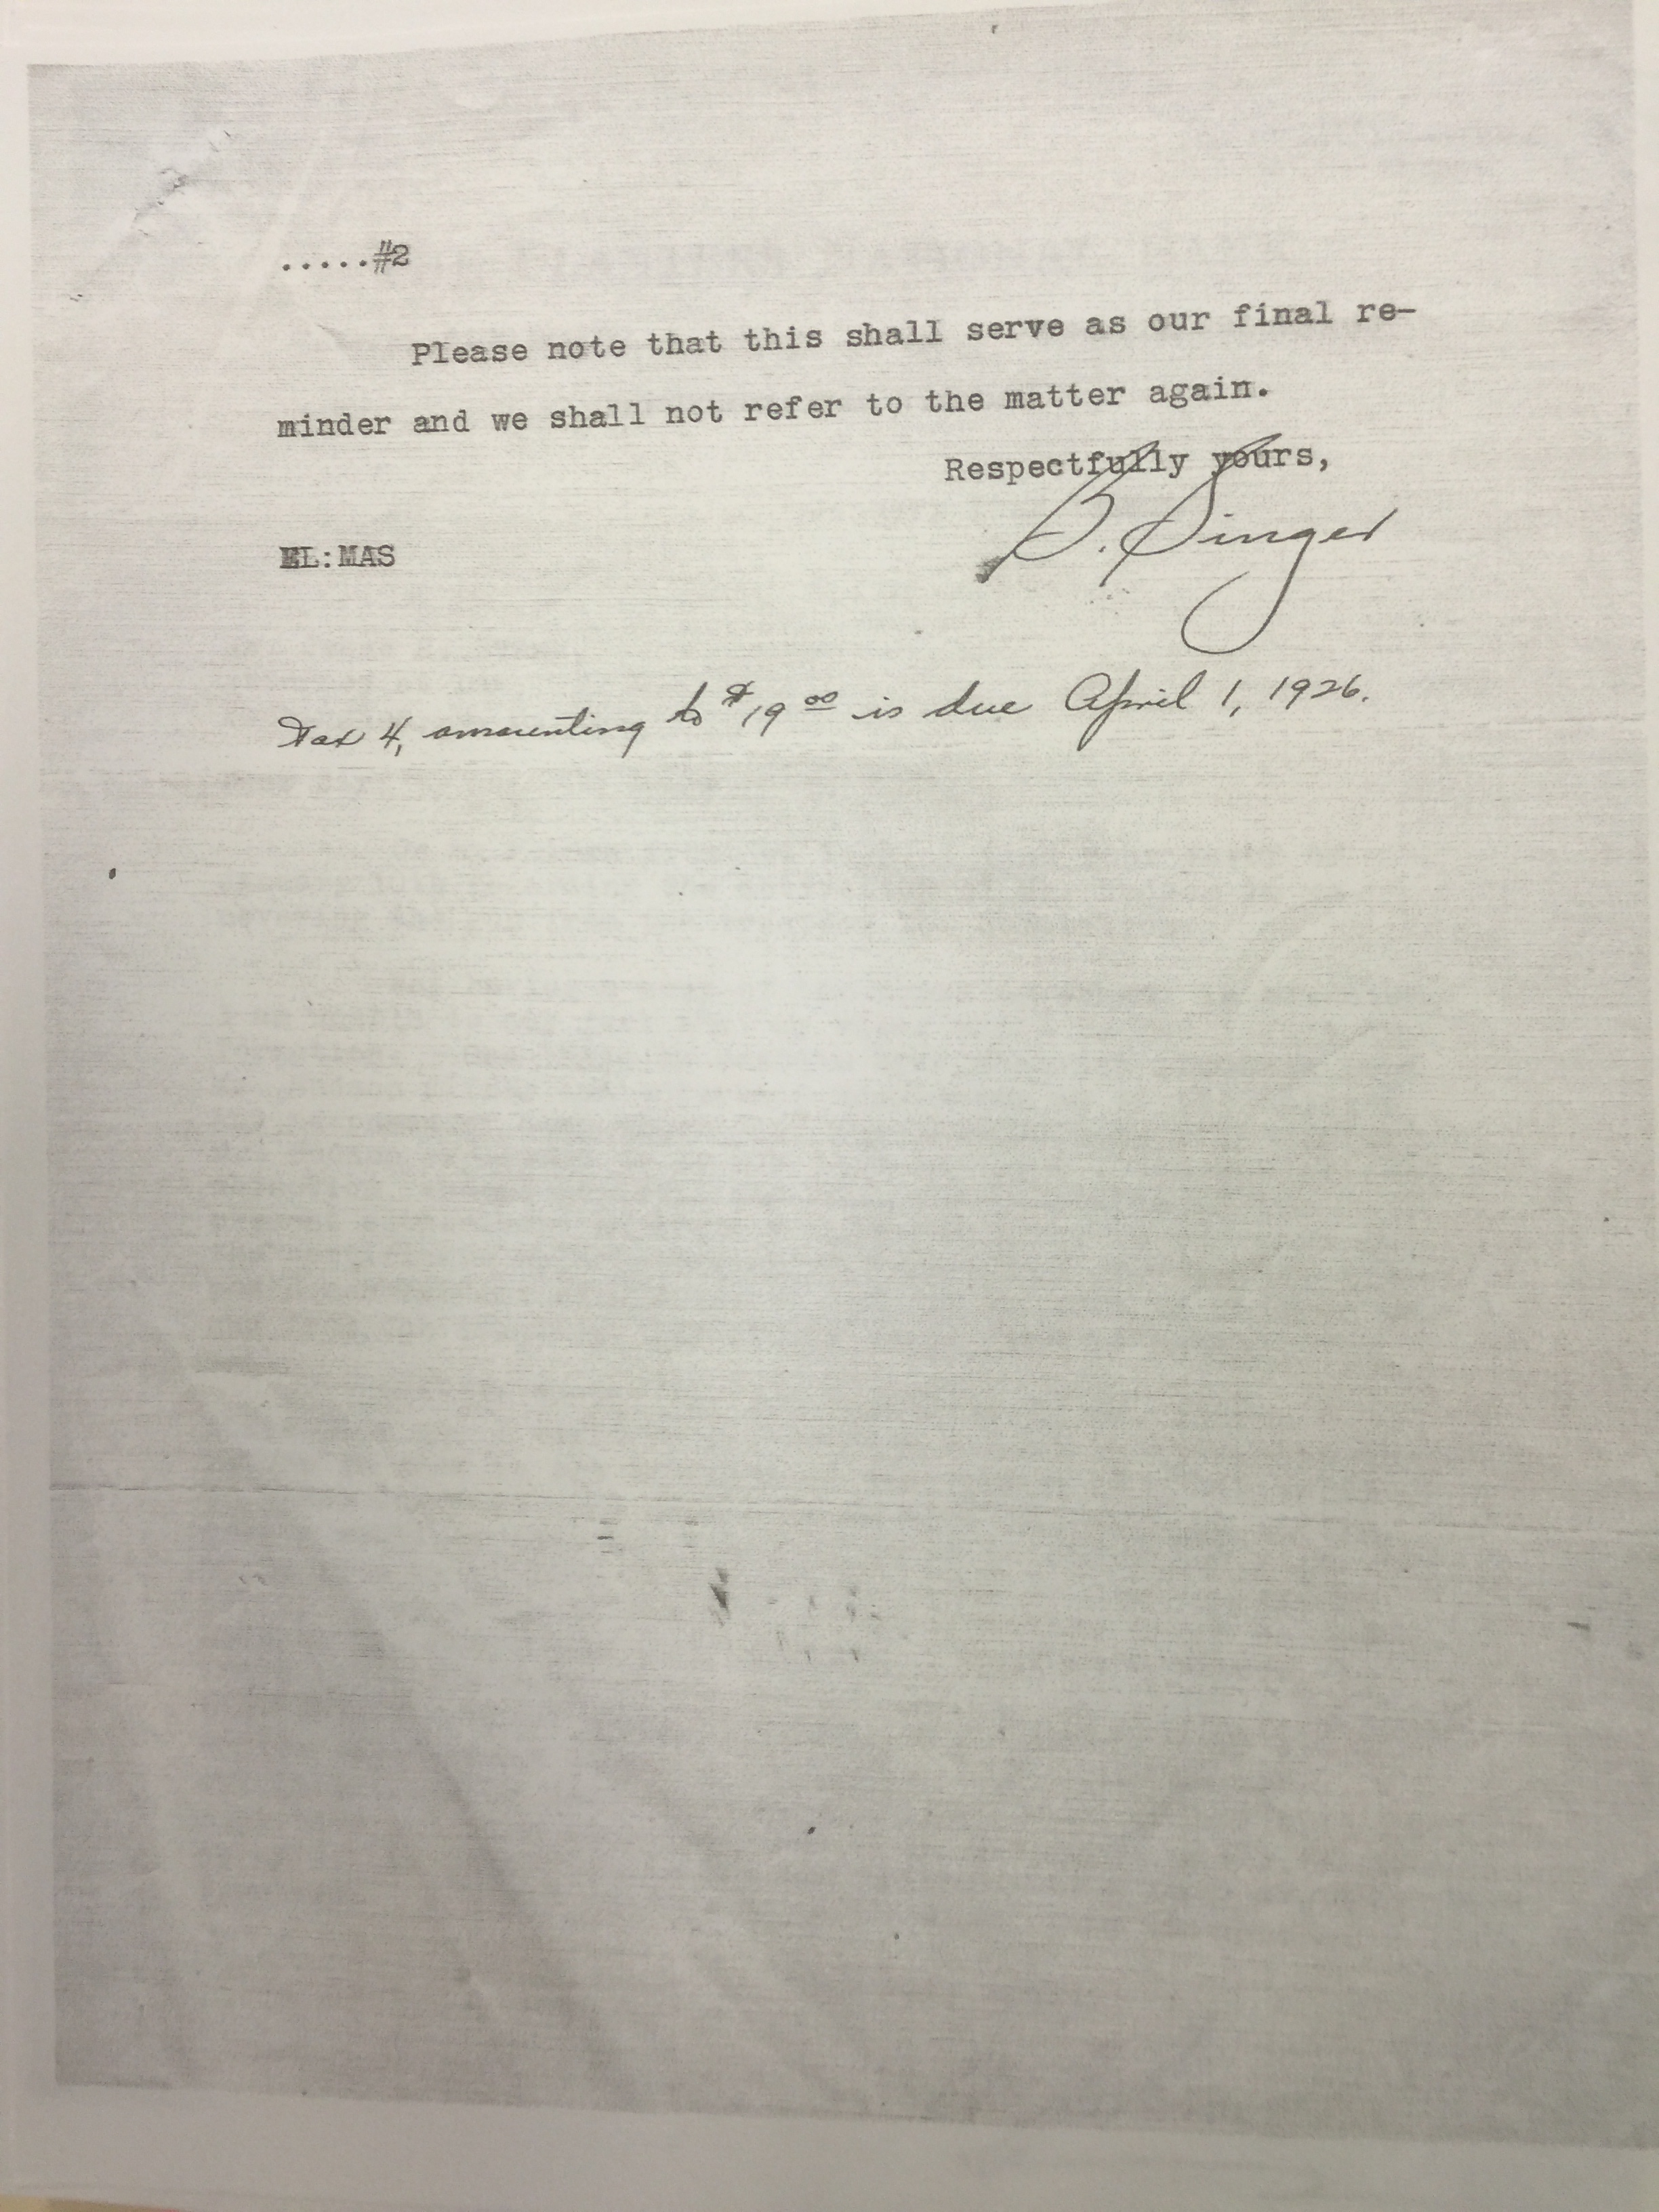 .....#2
Please note that this shall serve as our final re-
minder and we shall not refer to the matter again.
Respectfully yours,
B. Singer
EL:MAS
Tax 4, amounting to $19 00 is due April 1, 1926.